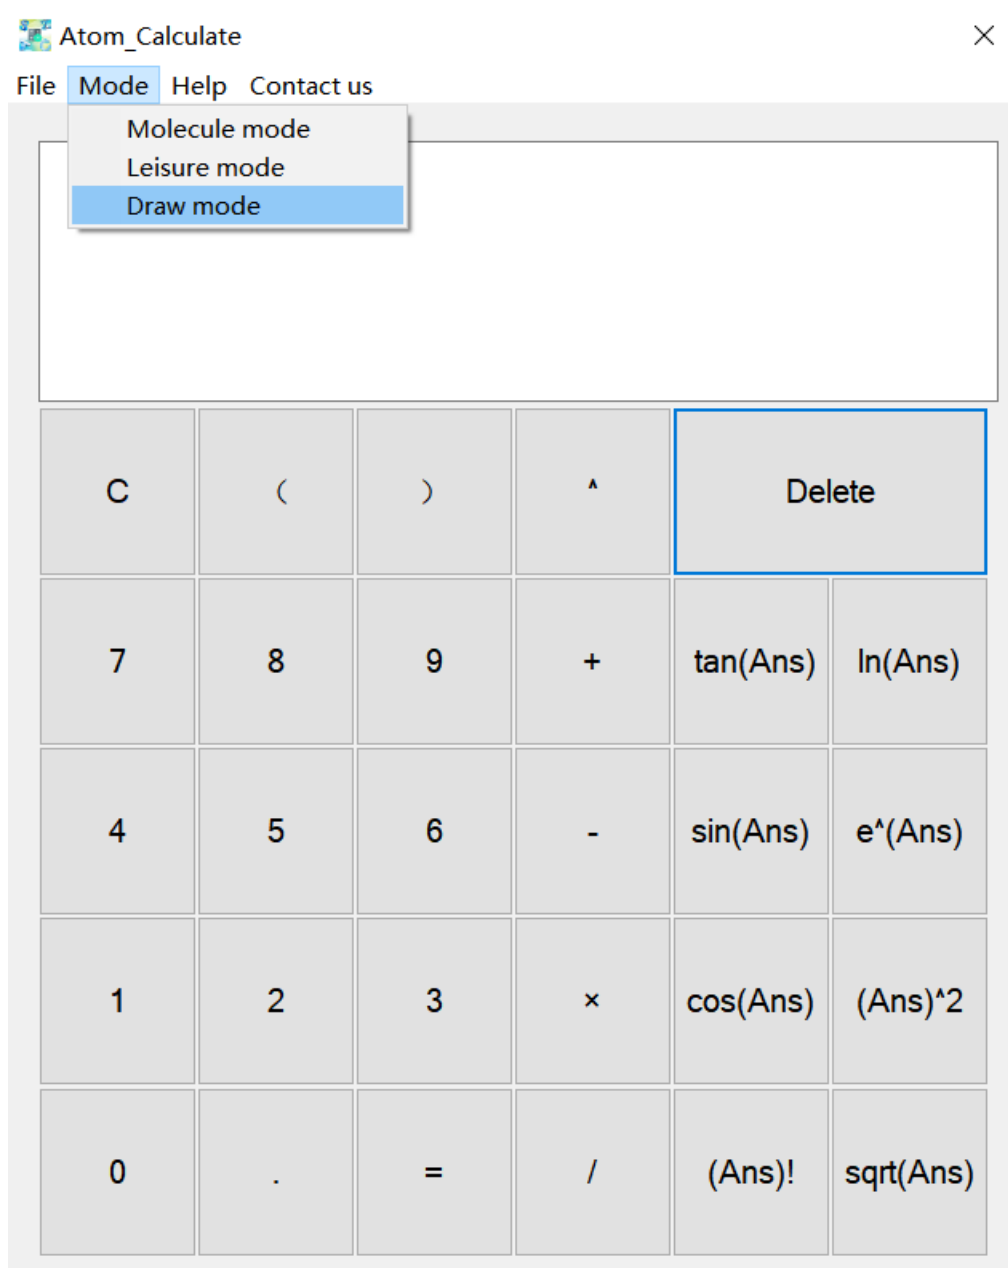 Atom_Calculate
File Mode Help Contact us
Molecule mode
Leisure mode
Draw mode
C （ ） ^ Delete
7 8 9 + tan(Ans) ln(Ans)
4 5 6 - sin(Ans) e^(Ans)
1 2 3 × cos(Ans) (Ans)^2
0 . = / (Ans)! sqrt(Ans)